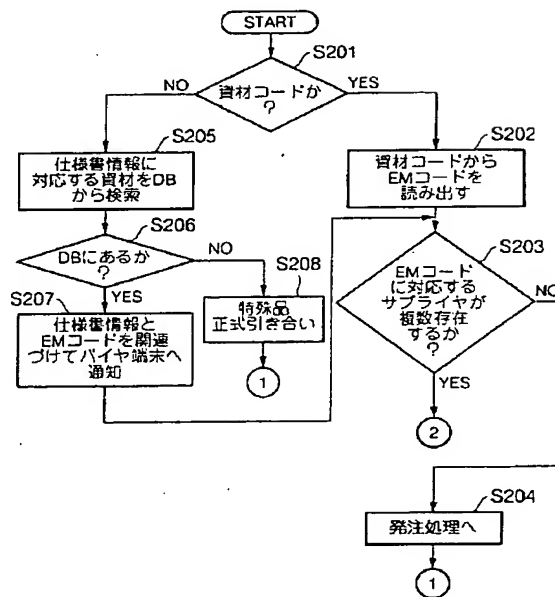 START
S201
NO
YES
資材コードか
?
S205
仕様書情報に
対応する資材をDB
から検索
S202
資材コードから
EMコードを
読み出す
S206
DBにあるか
?
NO
YES
S208
特殊品
正式引き合い
1
S207
仕様書情報と
EMコードを関連
づけてバイヤ端末へ
通知
S203
EMコード
に対応する
サプライヤが
複数存在
するか
?
NO
YES
2
S204
発注処理へ
1